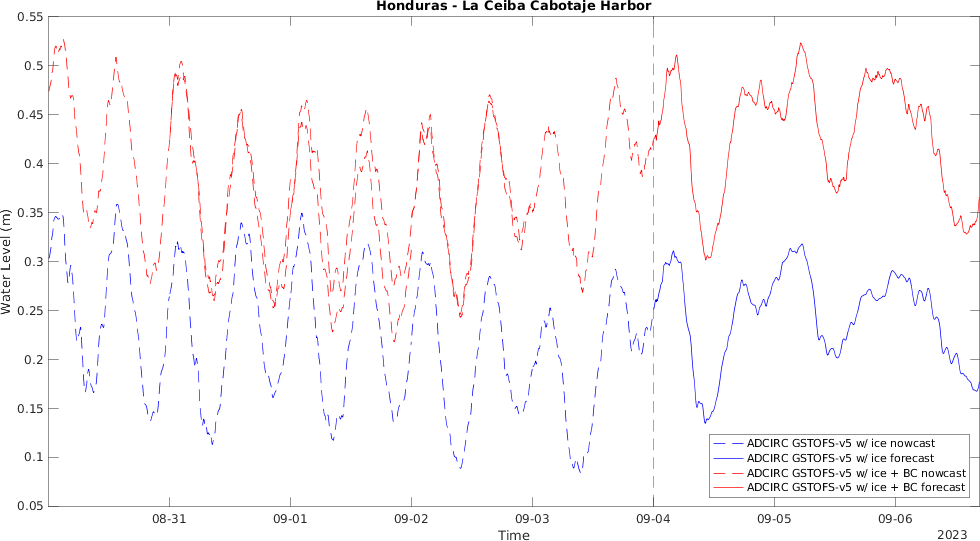 Honduras - La Ceiba Cabotaje Harbor
0.55
0.5
0.45
0.4
0.35
0.3
0.25
0.2
0.15
0.1
0.05
Water Level (m)
ADCIRC GSTOFS-v5 w/ ice nowcast
ADCIRC GSTOFS-v5 w/ ice forecast
ADCIRC GSTOFS-v5 w/ ice + BC nowcast
ADCIRC GSTOFS-v5 w/ ice + BC forecast
08-31 09-01 09-02 09-03 09-04 09-05 09-06
Time
2023